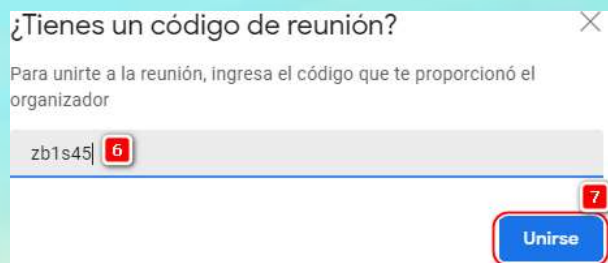 ¿Tienes un código de reunión?
Para unirte a la reunión, ingresa el código que te proporcionó el
organizador
zb1s45 6
7
Unirse